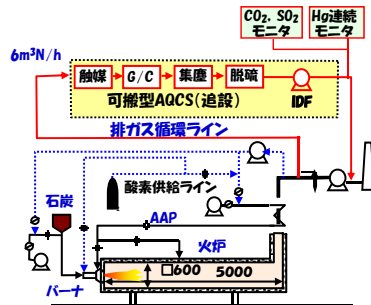 CO₂, SO₂
モニタ
Hg連続
モニタ
6m³N/h
触媒
G/C
集塵
脱硫
可搬型AQCS(追設)
IDF
排ガス循環ライン
石炭
酸素供給ライン
AAP
火炉
□600
5000
バーナ